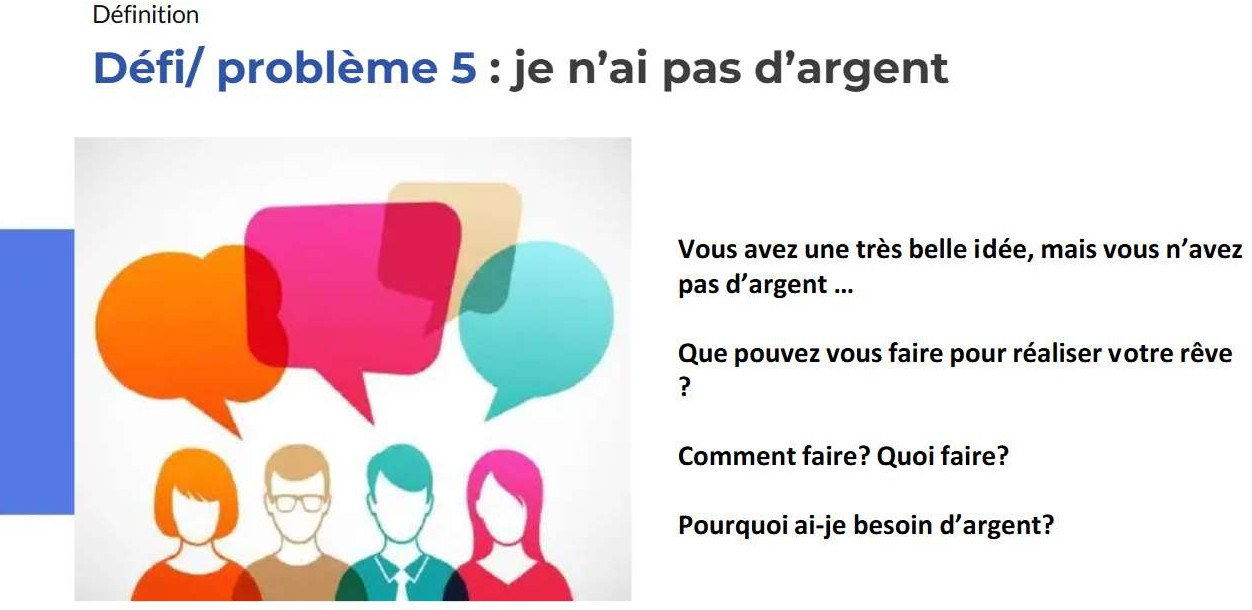 Définition
Défi/ problème 5 : je n’ai pas d’argent
Vous avez une très belle idée, mais vous n’avez
pas d’argent …
Que pouvez vous faire pour réaliser votre rêve
?
Comment faire? Quoi faire?
Pourquoi ai-je besoin d’argent?